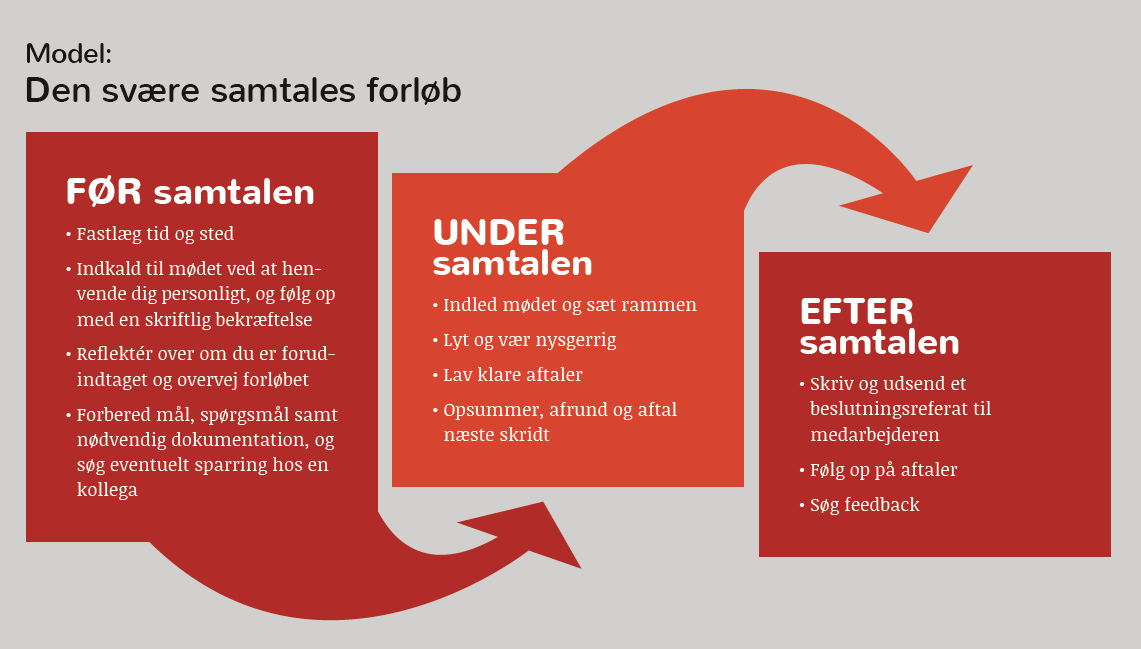 Model:
Den svære samtales forløb
FØR samtalen
• Fastlæg tid og sted
• Indkald til mødet ved at hen-
vende dig personligt, og følg op
med en skriftlig bekræftelse
• Reflektér over om du er forud-
indtaget og overvej forløbet
• Forbered mål, spørgsmål samt
nødvendig dokumentation, og
søg eventuelt sparring hos en
kollega
UNDER
samtalen
• Indled mødet og sæt rammen
• Lyt og vær nysgerrig
• Lav klare aftaler
• Opsummer, afrund og aftal
næste skridt
EFTER
samtalen
• Skriv og udsend et
beslutningsreferat til
medarbejderen
• Følg op på aftaler
• Søg feedback